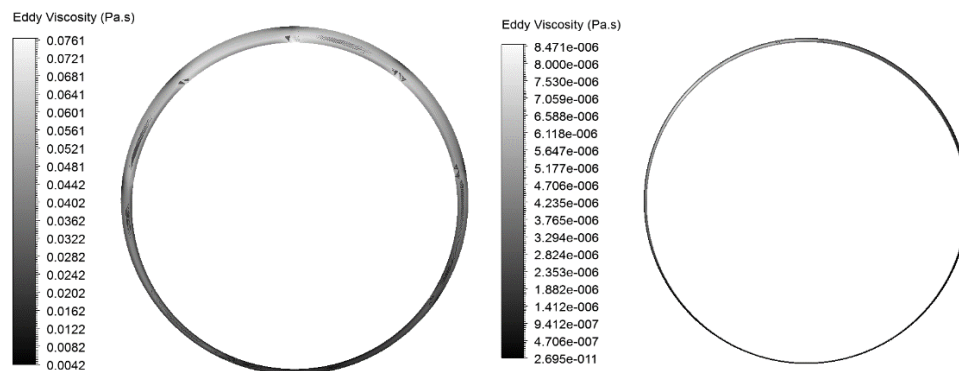 Eddy Viscosity (Pa.s)
0.0761
0.0721
0.0681
0.0641
0.0601
0.0561
0.0521
0.0481
0.0442
0.0402
0.0362
0.0322
0.0282
0.0242
0.0202
0.0162
0.0122
0.0082
0.0042
Eddy Viscosity (Pa.s)
8.471e-006
8.000e-006
7.530e-006
7.059e-006
6.588e-006
6.118e-006
5.647e-006
5.177e-006
4.706e-006
4.235e-006
3.765e-006
3.294e-006
2.824e-006
2.353e-006
1.882e-006
1.412e-006
9.412e-007
4.706e-007
2.695e-011